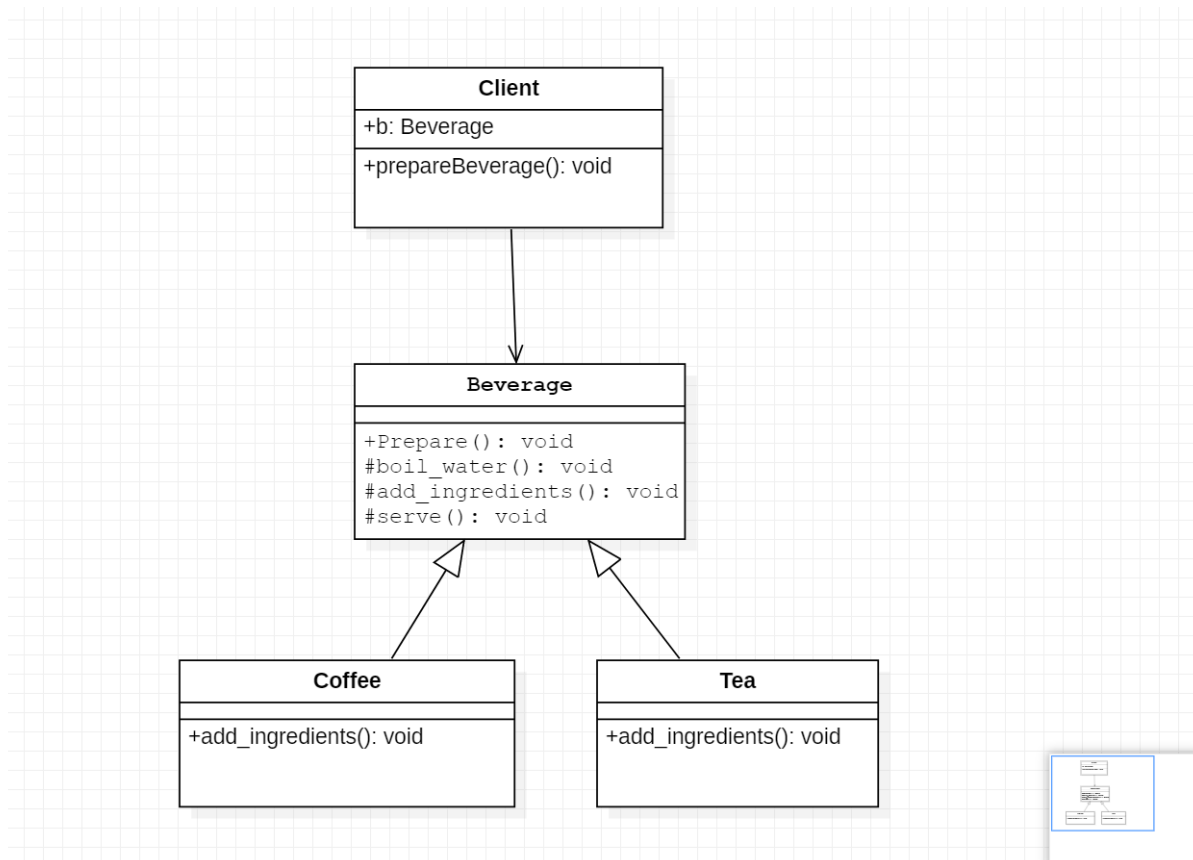 Client
+b: Beverage
+prepareBeverage(): void
Beverage
+Prepare(): void
#boil_water(): void
#add_ingredients(): void
#serve(): void
Coffee
+add_ingredients(): void
Tea
+add_ingredients(): void